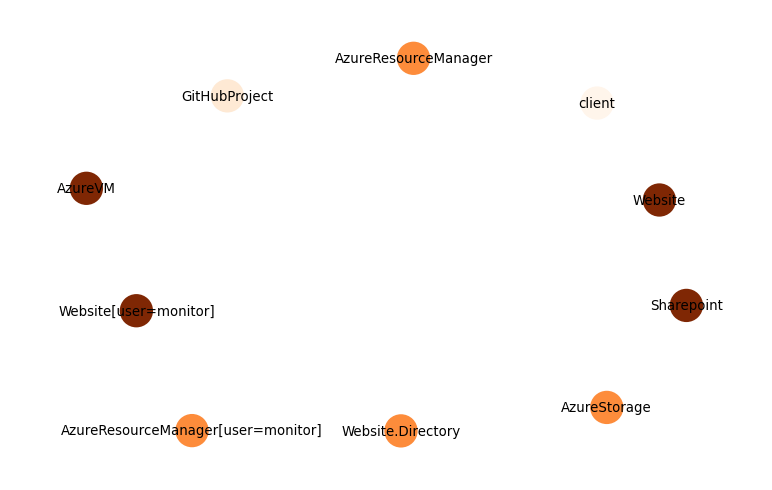 AzureResourceManager
GitHubProject
client
AzureVM
Website
Sharepoint
Website[user=monitor]
AzureStorage
AzureResourceManager[user=monitor]
Website.Directory